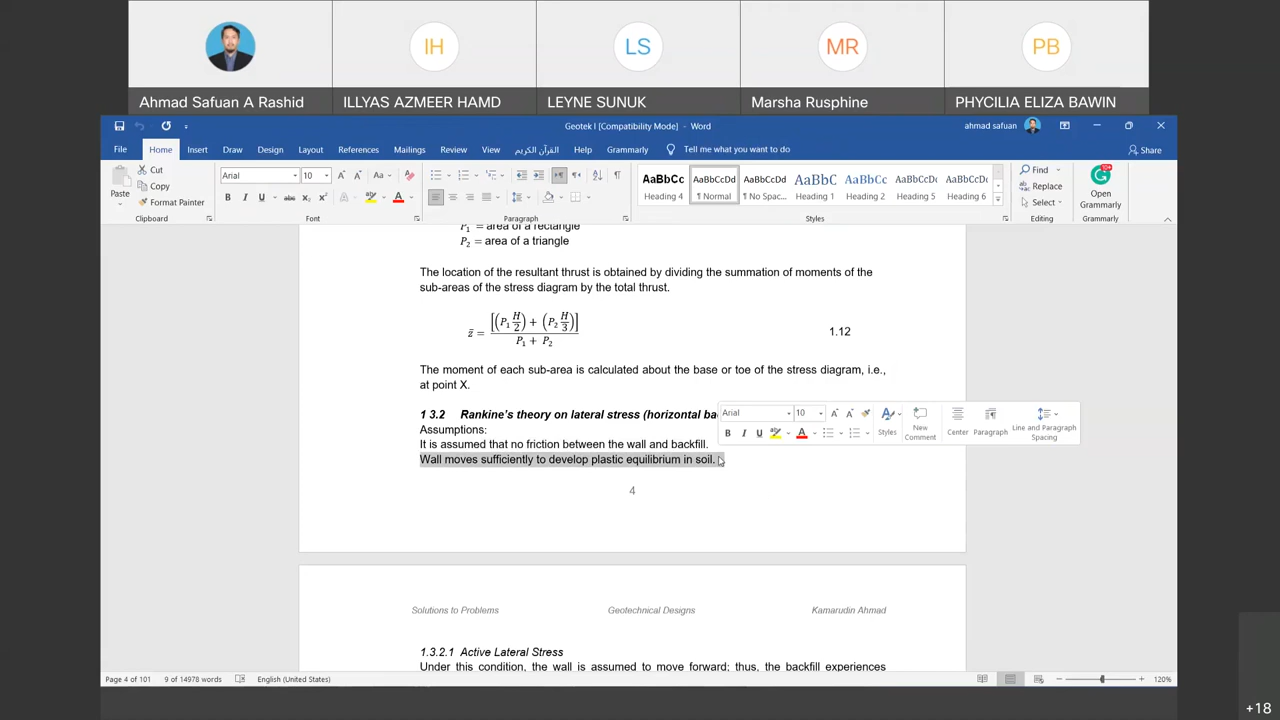 IH
LS
MR
PB
Ahmad Safuan A Rashid
ILLYAS AZMEER HAMD
LEYNE SUNUK
Marsha Rusphine
PHYCILIA ELIZA BAWIN
Geotek I [Compatibility Mode] - Word
ahmad safuan
File Home Insert Draw Design Layout References Mailings Review View القرآن الكريم Help Grammarly Tell me what you want to do Share
Paste
Cut
Copy
Format Painter
Clipboard
Arial 10
Font
Paragraph
AaBbCc Heading 4
AaBbCcDd ¶ Normal
AaBbCcDd ¶ No Spac...
AaBbC Heading 1
AaBbCc Heading 2
AaBbCcDd Heading 5
AaBbCcD Heading 6
Styles
Find
Replace
Select
Editing
Open
Grammarly
Grammarly
P₁ = area of a rectangle
P₂ = area of a triangle
The location of the resultant thrust is obtained by dividing the summation of moments of the
sub-areas of the stress diagram by the total thrust.
z̄ = [(P₁ H/2) + (P₂ H/3)] / P₁ + P₂ 1.12
The moment of each sub-area is calculated about the base or toe of the stress diagram, i.e.,
at point X.
1 3.2 Rankine's theory on lateral stress (horizontal ba
Assumptions:
It is assumed that no friction between the wall and backfill.
Wall moves sufficiently to develop plastic equilibrium in soil.
Arial 10
Styles
New
Comment
Center
Paragraph
Line and Paragraph
Spacing
4
Solutions to Problems Geotechnical Designs Kamarudin Ahmad
1.3.2.1 Active Lateral Stress
Under this condition, the wall is assumed to move forward; thus, the backfill experiences
Page 4 of 101 9 of 14978 words English (United States) 120%
+18